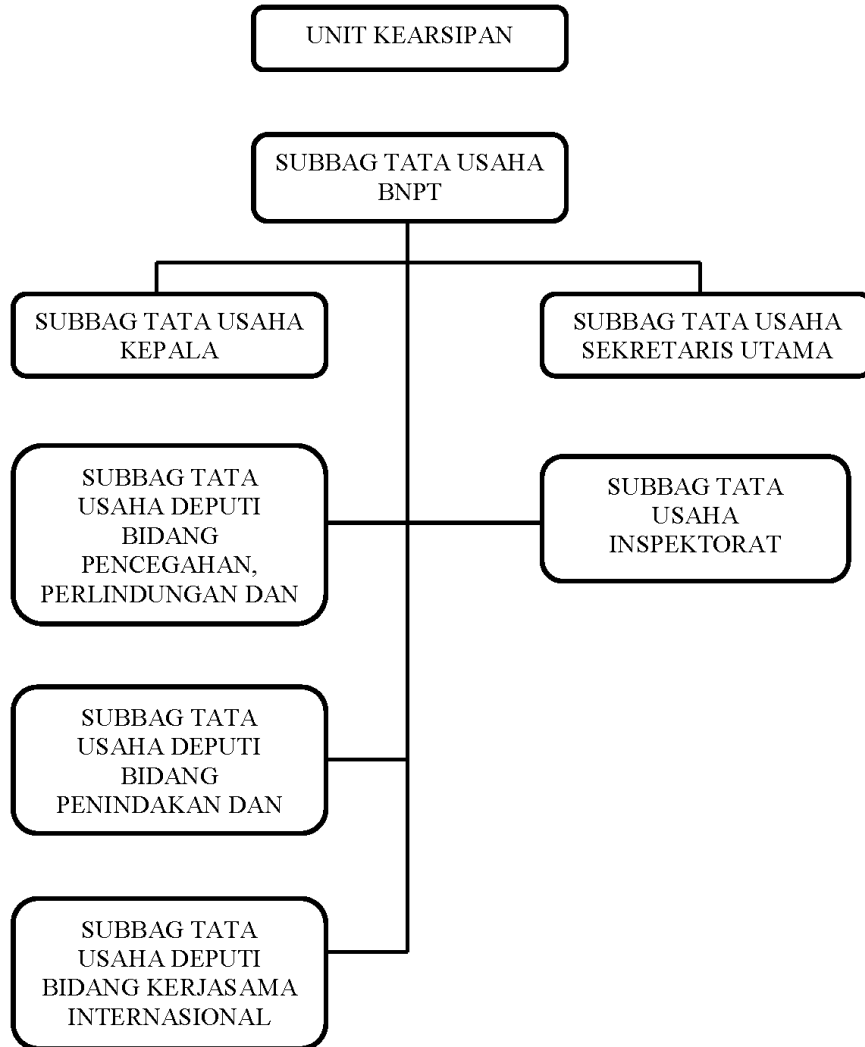 UNIT KEARSIPAN
SUBBAG TATA USAHA
BNPT
SUBBAG TATA USAHA
KEPALA
SUBBAG TATA USAHA
SEKRETARIS UTAMA
SUBBAG TATA
USAHA DEPUTI
BIDANG
PENCEGAHAN,
PERLINDUNGAN DAN
SUBBAG TATA
USAHA
INSPEKTORAT
SUBBAG TATA
USAHA DEPUTI
BIDANG
PENINDAKAN DAN
SUBBAG TATA
USAHA DEPUTI
BIDANG KERJASAMA
INTERNASIONAL